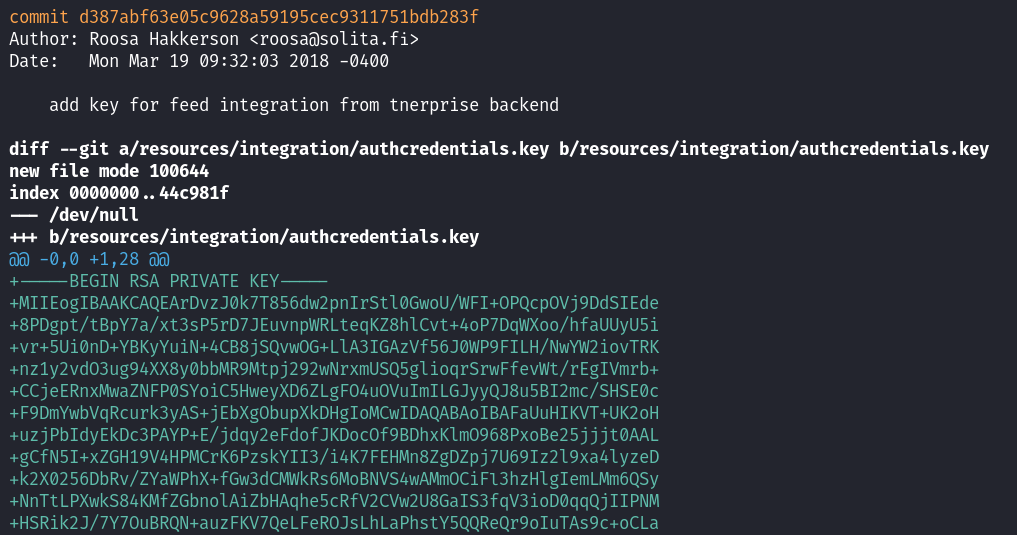 commit d387abf63e05c9628a59195cec9311751bdb283f
Author: Roosa Hakkerson <roosa@solita.fi>
Date:   Mon Mar 19 09:32:03 2018 -0400
    add key for feed integration from tnerprise backend
diff --git a/resources/integration/authcredentials.key b/resources/integration/authcredentials.key
new file mode 100644
index 0000000..44c981f
--- /dev/null
+++ b/resources/integration/authcredentials.key
@@ -0,0 +1,28 @@
+-----BEGIN RSA PRIVATE KEY-----
+MIIEogIBAAKCAQEArDvzJ0k7T856dw2pnIrStl0GwoU/WFI+OPQcpOVj9DdSIEde
+8PDgpt/tBpY7a/xt3sP5rD7JEuvnpWRLteqKZ8hlCvt+4oP7DqWXoo/hfaUUyU5i
+vr+5Ui0nD+YBKyYuiN+4CB8jSQvwOG+LlA3IGAzVf56J0WP9FILH/NwYW2iovTRK
+nz1y2vdO3ug94XX8y0bbMR9Mtpj292wNrxmUSQ5glioqrSrwFfevWt/rEgIVmrb+
+CCjeERnxMwaZNFP0SYoiC5HweyXD6ZLgFO4uOVuImILGJyyQJ8u5BI2mc/SHSE0c
+F9DmYwbVqRcurk3yAS+jEbXgObupXkDHgIoMCwIDAQABAoIBAFaUuHIKVT+UK2oH
+uzjPbIdyEkDc3PAYP+E/jdqy2eFdofJKDocOf9BDhxKlmO968PxoBe25jjjt0AAL
+gCfN5I+xZGH19V4HPMCrK6PzskYII3/i4K7FEHMn8ZgDZpj7U69Iz2l9xa4lyzeD
+k2X0256DbRv/ZYaWPhX+fGw3dCMWkRs6MoBNVS4wAMmOCiFl3hzHlgIemLMm6QSy
+NnTtLPXwkS84KMfZGbnolAiZbHAqhe5cRfV2CVw2U8GaIS3fqV3ioD0qqQjIIPNM
+HSRik2J/7Y7OuBRQN+auzFKV7QeLFeROJsLhLaPhstY5QQReQr9oIuTAs9c+oCLa